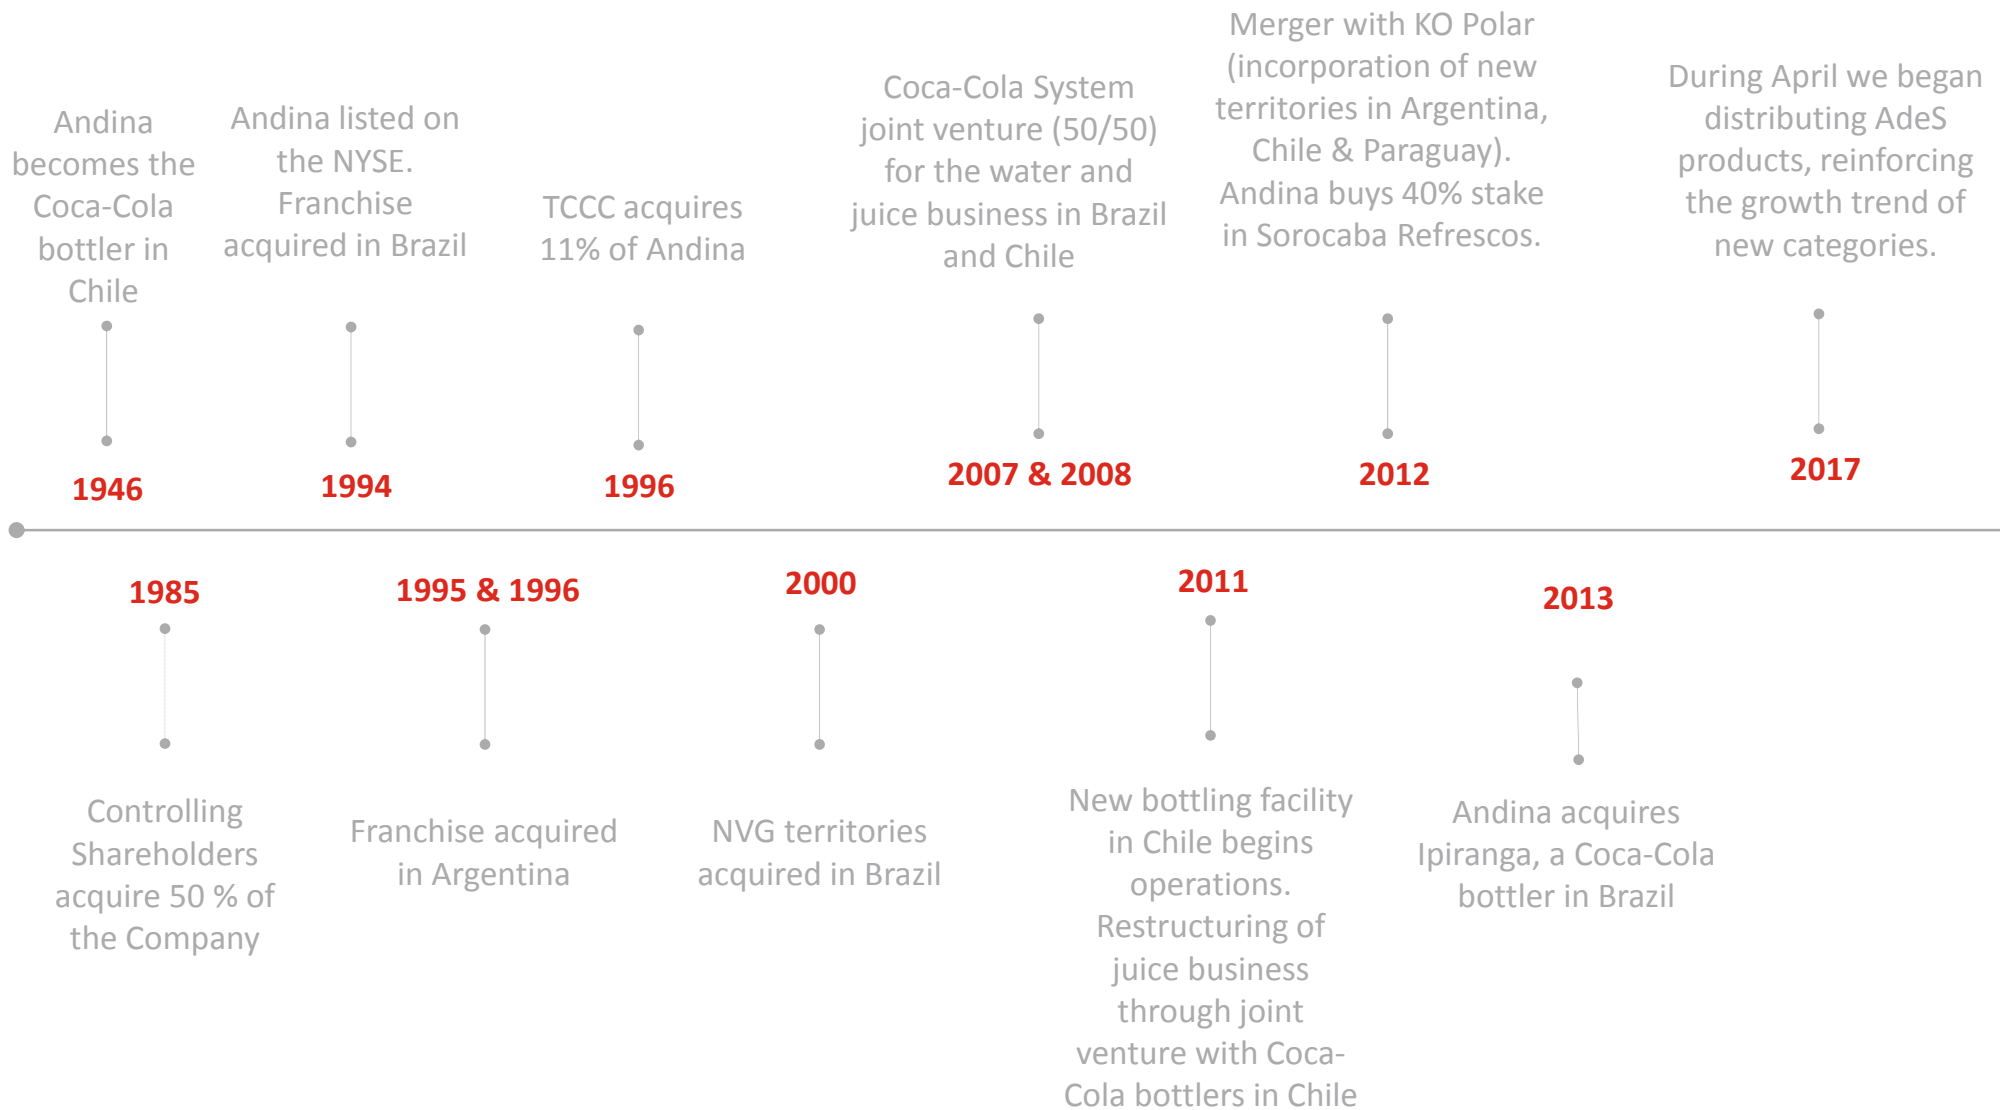 Andina
becomes the
Coca-Cola
bottler in
Chile
1946
Andina listed on
the NYSE.
Franchise
acquired in Brazil
1994
TCCC acquires
11% of Andina
1996
Coca-Cola System
joint venture (50/50)
for the water and
juice business in Brazil
and Chile
2007 & 2008
Merger with KO Polar
(incorporation of new
territories in Argentina,
Chile & Paraguay).
Andina buys 40% stake
in Sorocaba Refrescos.
2012
During April we began
distributing AdeS
products, reinforcing
the growth trend of
new categories.
2017
1985
Controlling
Shareholders
acquire 50 % of
the Company
1995 & 1996
Franchise acquired
in Argentina
2000
NVG territories
acquired in Brazil
2011
New bottling facility
in Chile begins
operations.
Restructuring of
juice business
through joint
venture with Coca-
Cola bottlers in Chile
2013
Andina acquires
Ipiranga, a Coca-Cola
bottler in Brazil